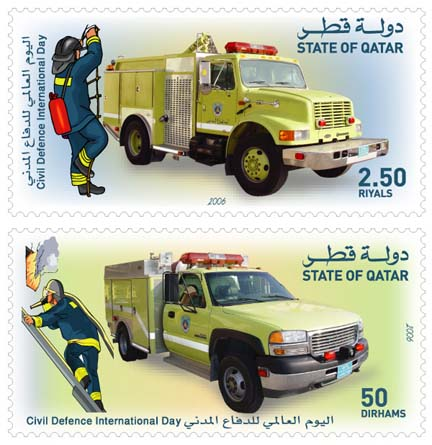 دولة قطر
STATE OF QATAR
اليوم العالمي للدفاع المدني
Civil Defence International Day
2.50
RIYALS
2006
دولة قطر
STATE OF QATAR
2006
50
DIRHAMS
Civil Defence International Day اليوم العالمي للدفاع المدني